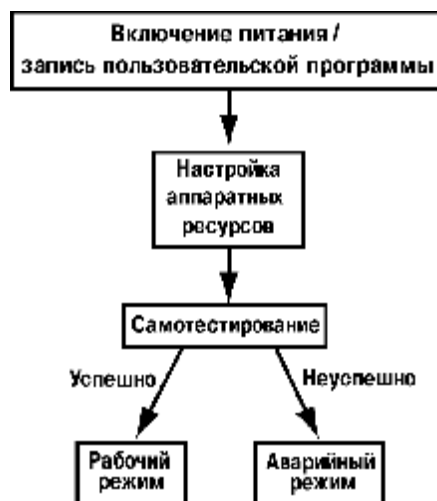 Включение питания /
запись пользовательской программы
Настройка
аппаратных
ресурсов
Самотестирование
Успешно
Неуспешно
Рабочий
режим
Аварийный
режим